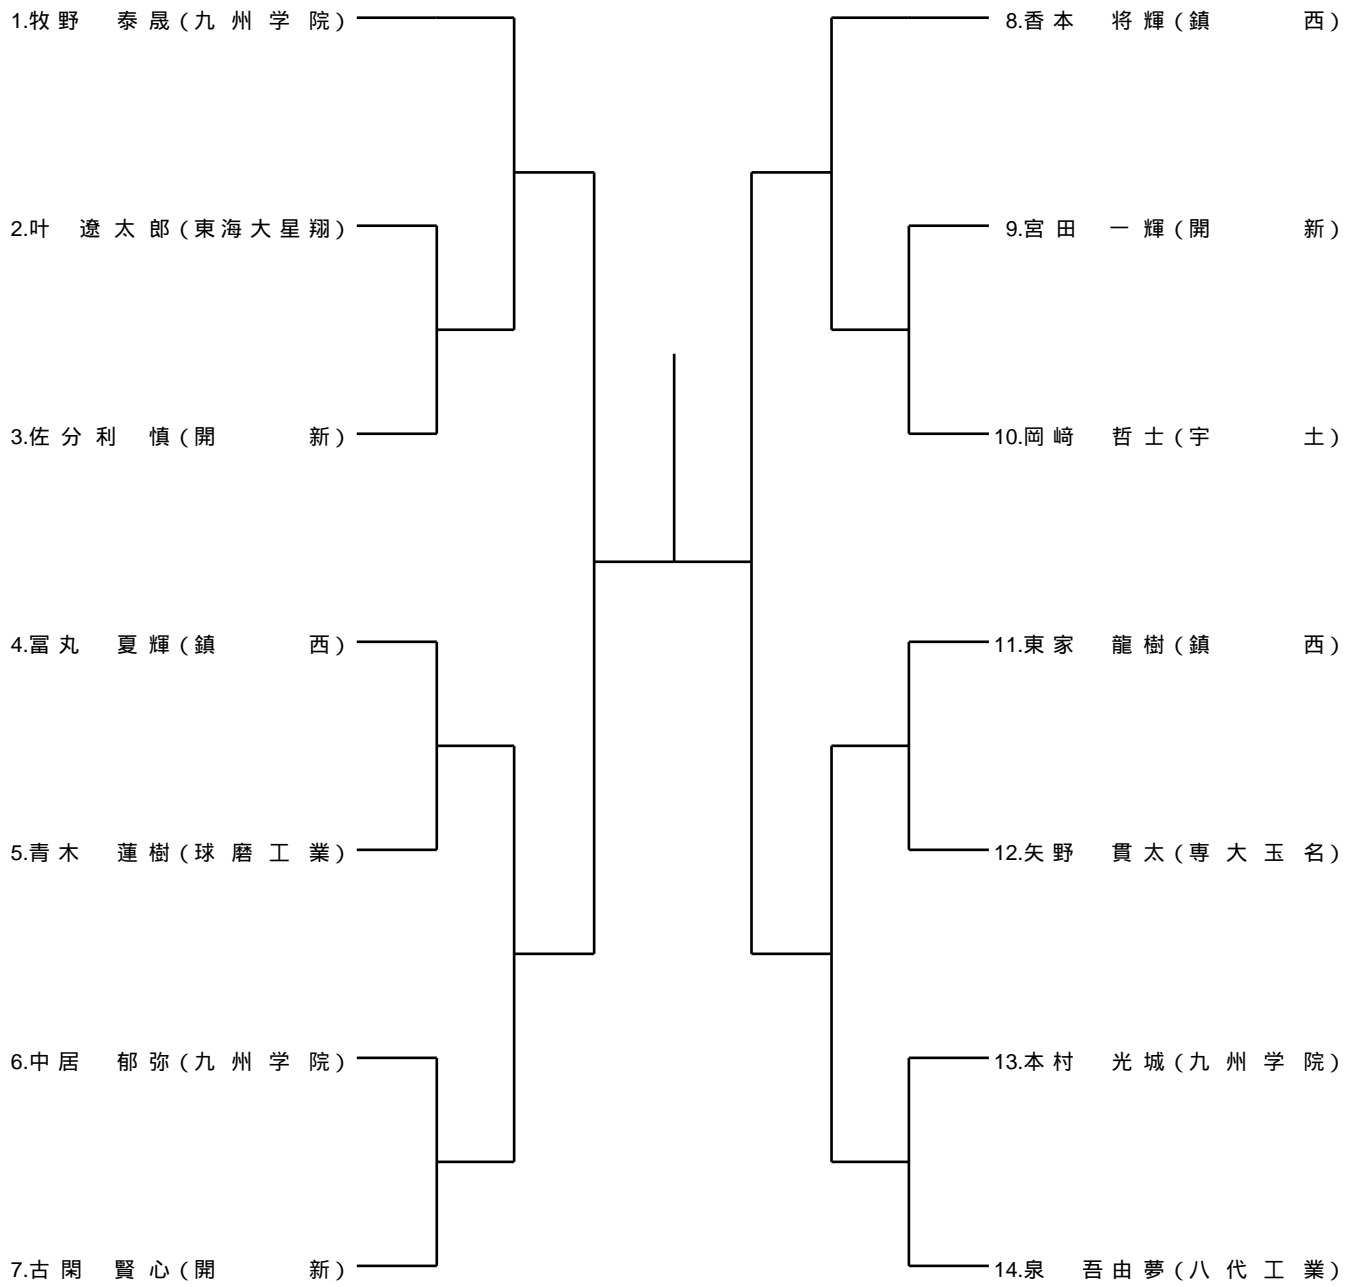 1.牧野 泰晟(九州学院)
2.叶 遼太郎(東海大星翔)
3.佐分利 慎(開 新)
4.冨丸 夏輝(鎮 西)
5.青木 蓮樹(球磨工業)
6.中居 郁弥(九州学院)
7.古閑 賢心(開 新)
8.香本 将輝(鎮 西)
9.宮田 一輝(開 新)
10.岡﨑 哲士(宇 土)
11.東家 龍樹(鎮 西)
12.矢野 貫太(専大玉名)
13.本村 光城(九州学院)
14.泉 吾由夢(八代工業)